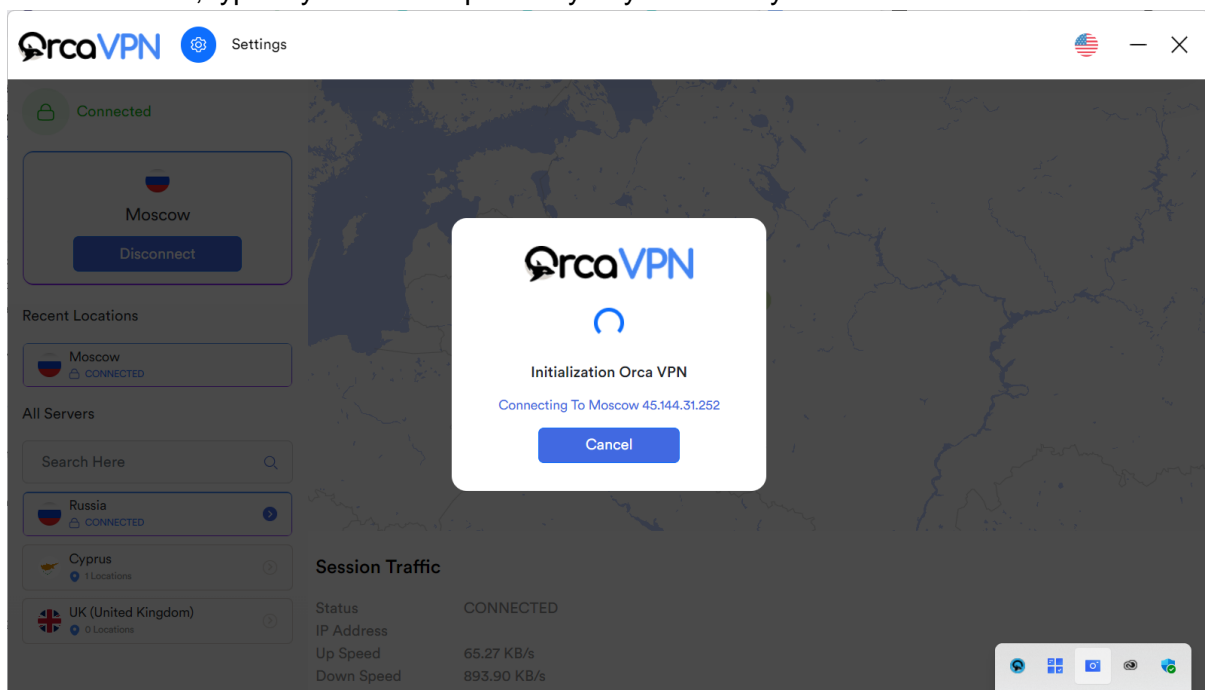 OrcaVPN
Settings
Connected
Moscow
Disconnect
Recent Locations
Moscow
CONNECTED
All Servers
Search Here
Russia
CONNECTED
Cyprus
1 Locations
UK (United Kingdom)
0 Locations
OrcaVPN
Initialization Orca VPN
Connecting To Moscow 45.144.31.252
Cancel
Session Traffic
Status CONNECTED
IP Address
Up Speed 65.27 KB/s
Down Speed 893.90 KB/s